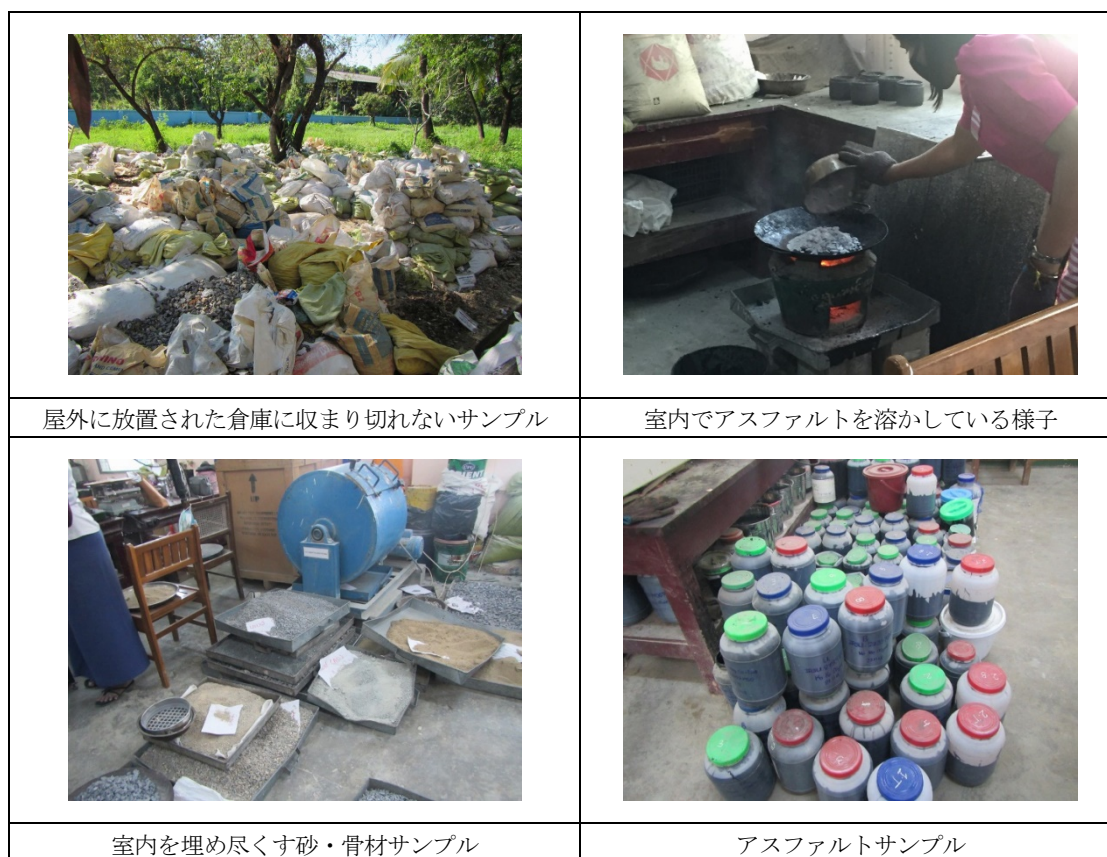 屋外に放置された倉庫に収まり切れないサンプル
室内でアスファルトを溶かしている様子
室内を埋め尽くす砂・骨材サンプル
アスファルトサンプル